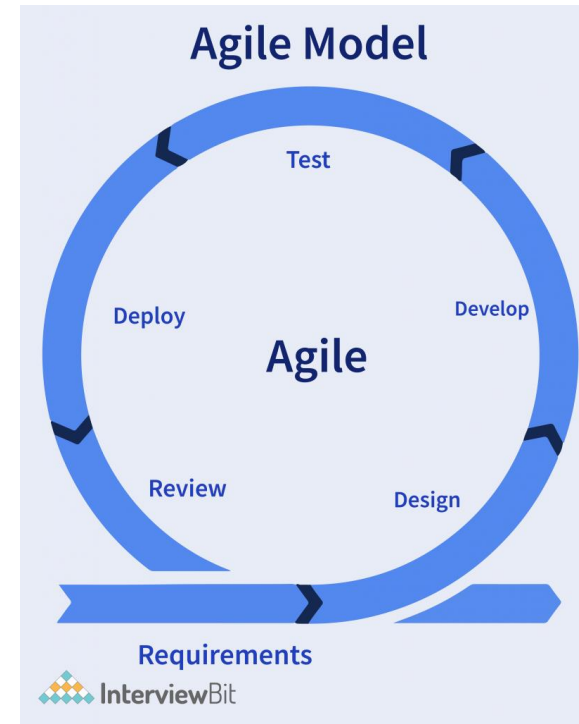 Agile Model
Test
Deploy
Develop
Agile
Review
Design
Requirements
InterviewBit